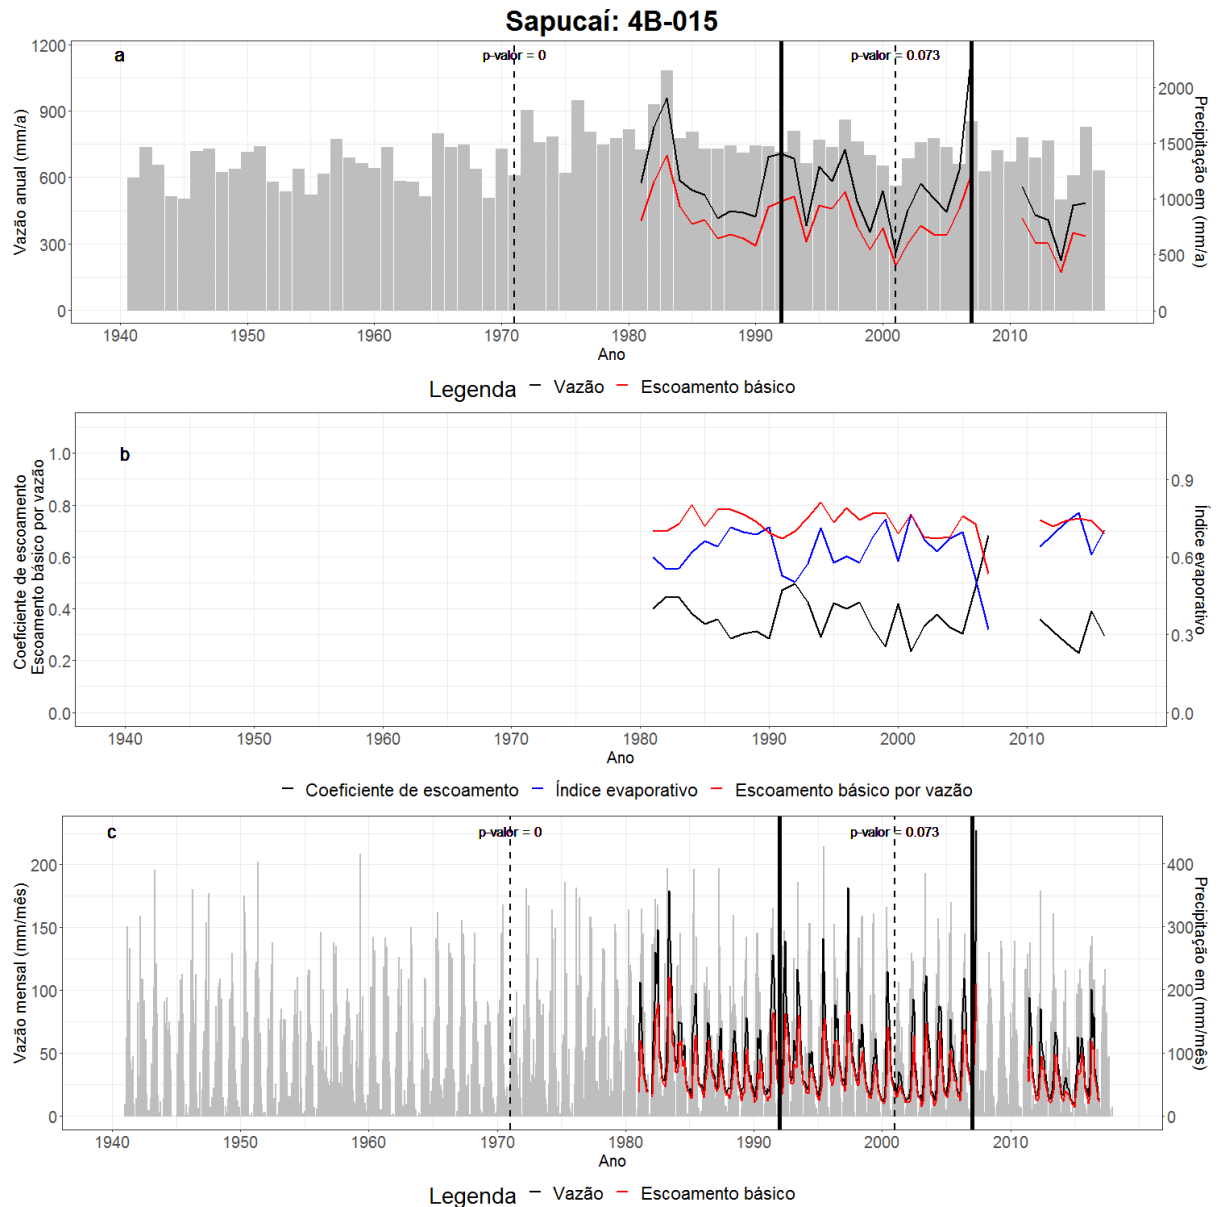 Sapucaí: 4B-015
a
p-valor = 0
p-valor = 0.073
1200
900
600
300
0
Vazão anual (mm/a)
2000
1500
1000
500
0
Precipitação em (mm/a)
1940 1950 1960 1970 1980 1990 2000 2010
Ano
Legenda Vazão Escoamento básico
b
1.0
0.8
0.6
0.4
0.2
0.0
Coeficiente de escoamento
Escoamento básico por vazão
0.9
0.6
0.3
0.0
Índice evaporativo
1940 1950 1960 1970 1980 1990 2000 2010
Ano
Coeficiente de escoamento Índice evaporativo Escoamento básico por vazão
c
p-valor = 0
p-valor = 0.073
200
150
100
50
0
Vazão mensal (mm/mês)
400
300
200
100
0
Precipitação em (mm/mês)
1940 1950 1960 1970 1980 1990 2000 2010
Ano
Legenda Vazão Escoamento básico